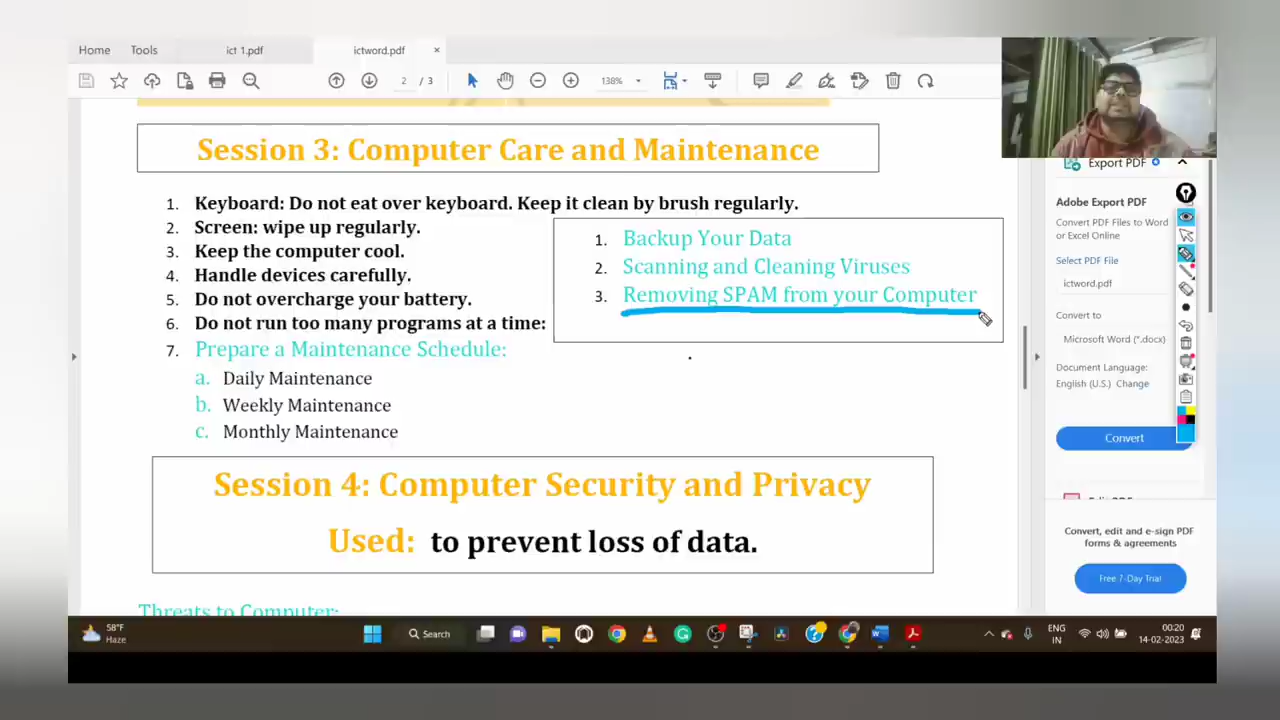 Home Tools ict 1.pdf ictword.pdf ×
2 / 3 138%
Session 3: Computer Care and Maintenance
1. Keyboard: Do not eat over keyboard. Keep it clean by brush regularly.
2. Screen: wipe up regularly.
3. Keep the computer cool.
4. Handle devices carefully.
5. Do not overcharge your battery.
6. Do not run too many programs at a time:
7. Prepare a Maintenance Schedule:
a. Daily Maintenance
b. Weekly Maintenance
c. Monthly Maintenance
1. Backup Your Data
2. Scanning and Cleaning Viruses
3. Removing SPAM from your Computer
Session 4: Computer Security and Privacy
Used: to prevent loss of data.
Threats to Computer:
Export PDF
Adobe Export PDF
Convert PDF Files to Word
or Excel Online
Select PDF File
ictword.pdf
Convert to
Microsoft Word (*.docx)
Document Language:
English (U.S.) Change
Convert
Convert, edit and e-sign PDF
forms & agreements
Free 7-Day Trial
58°F
Haze
Search
ENG
IN
00:20
14-02-2023